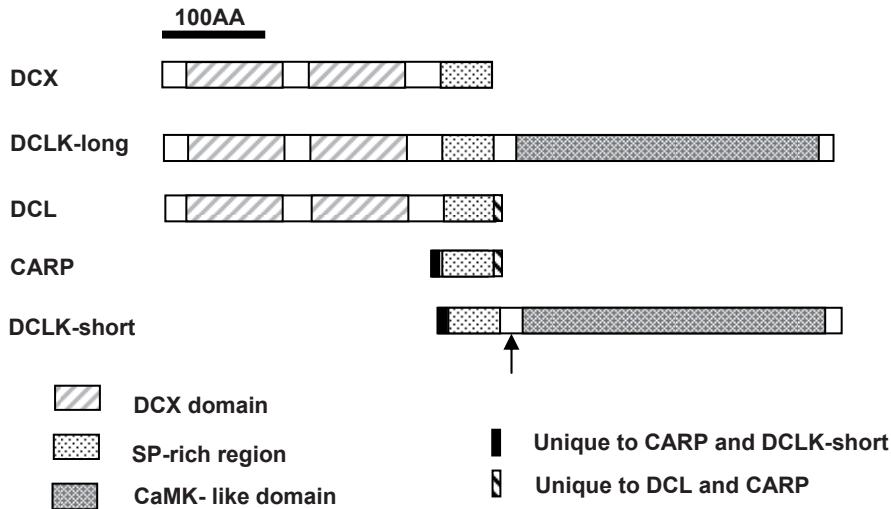 100AA
DCX
DCLK-long
DCL
CARP
DCLK-short
DCX domain
SP-rich region
CaMK- like domain
Unique to CARP and DCLK-short
Unique to DCL and CARP